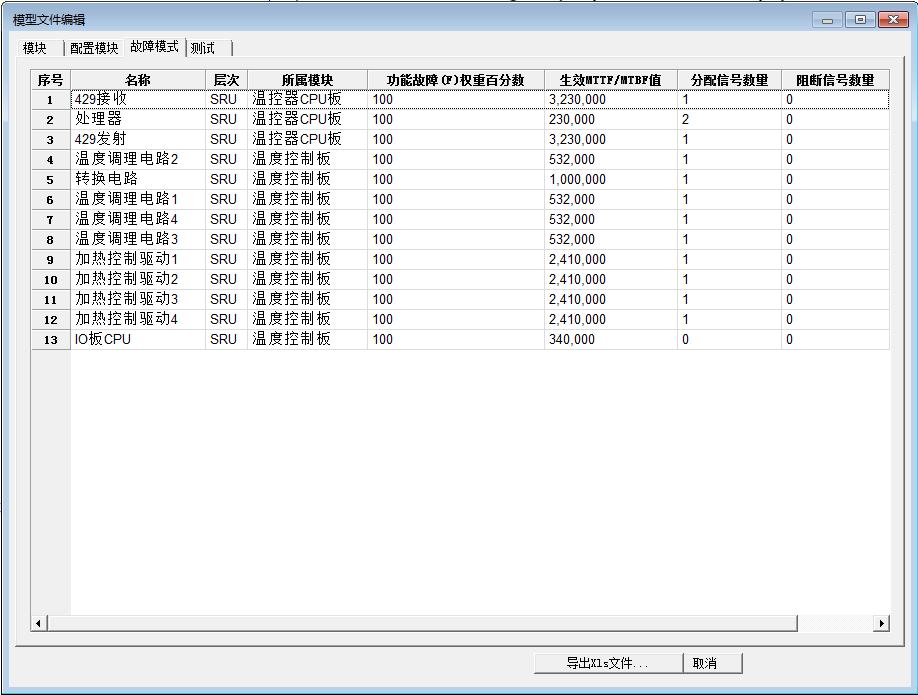 模型文件编辑
模块 配置模块 故障模式 测试
序号 名称 层次 所属模块 功能故障(F)权重百分数 生效MTTF/MTBF值 分配信号数量 阻断信号数量
1 429接收 SRU 温控器CPU板 100 3,230,000 1 0
2 处理器 SRU 温控器CPU板 100 230,000 2 0
3 429发射 SRU 温控器CPU板 100 3,230,000 1 0
4 温度调理电路2 SRU 温度控制板 100 532,000 1 0
5 转换电路 SRU 温度控制板 100 1,000,000 1 0
6 温度调理电路1 SRU 温度控制板 100 532,000 1 0
7 温度调理电路4 SRU 温度控制板 100 532,000 1 0
8 温度调理电路3 SRU 温度控制板 100 532,000 1 0
9 加热控制驱动1 SRU 温度控制板 100 2,410,000 1 0
10 加热控制驱动2 SRU 温度控制板 100 2,410,000 1 0
11 加热控制驱动3 SRU 温度控制板 100 2,410,000 1 0
12 加热控制驱动4 SRU 温度控制板 100 2,410,000 1 0
13 IO板CPU SRU 温度控制板 100 340,000 0 0
导出Xls文件... 取消